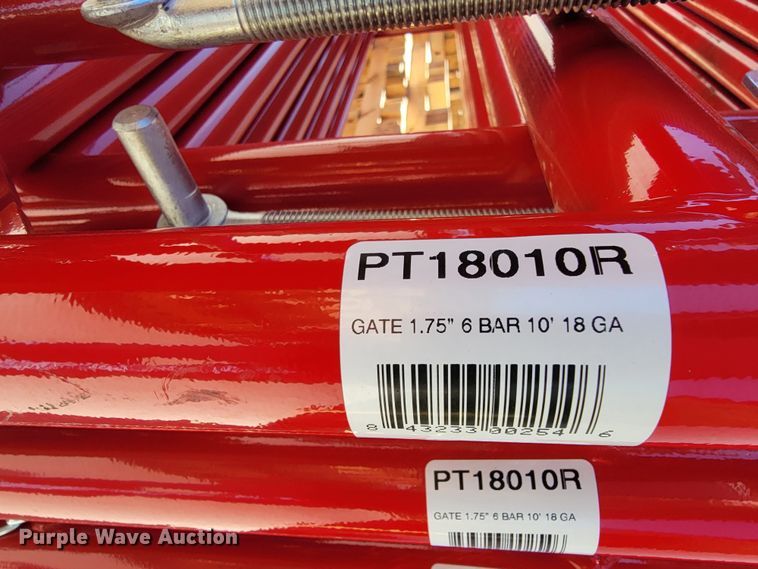 PT18010R
GATE 1.75" 6 BAR 10' 18 GA
8 43233 00254 6
PT18010R
GATE 1.75" 6 BAR 10' 18 GA
PT18010R
Purple Wave Auction